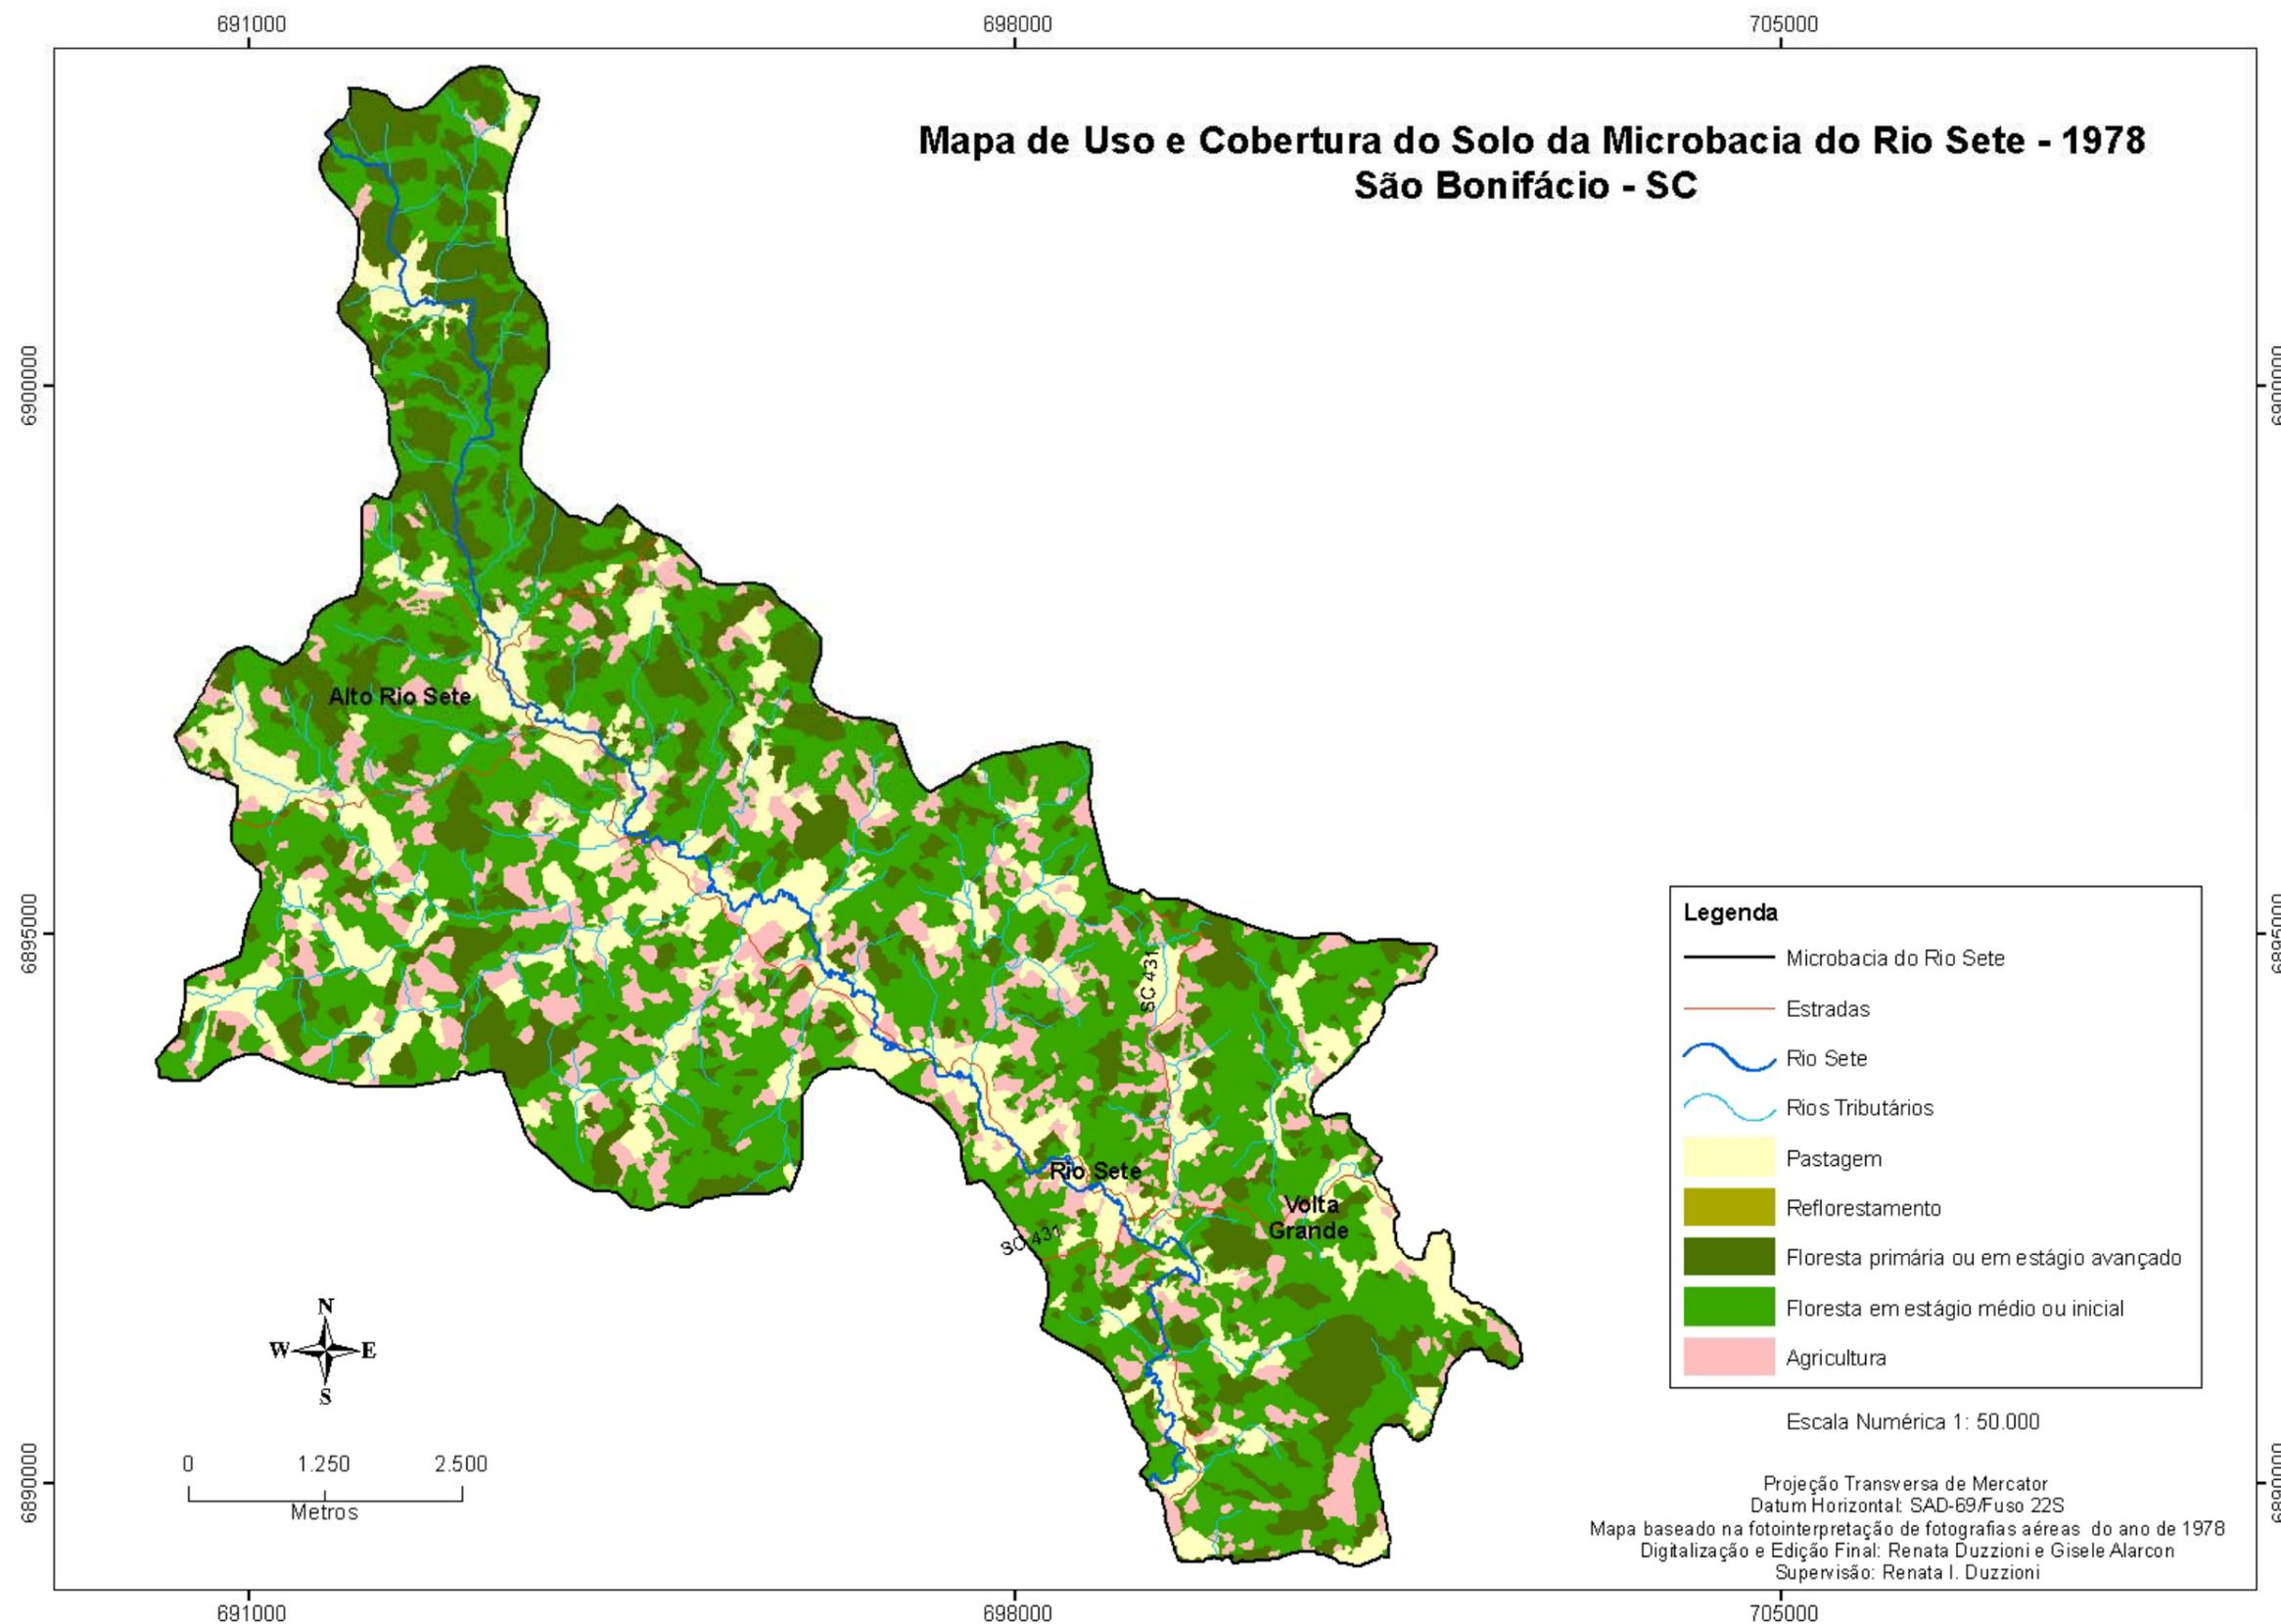 691000
698000
705000
Mapa de Uso e Cobertura do Solo da Microbacia do Rio Sete - 1978
São Bonifácio - SC
6900000
6900000
Alto Rio Sete
6895000
6895000
SC 431
Rio Sete
Volta
Grande
SC 431
Legenda
Microbacia do Rio Sete
Estradas
Rio Sete
Rios Tributários
Pastagem
Reflorestamento
Floresta primária ou em estágio avançado
Floresta em estágio médio ou inicial
Agricultura
N
W E
S
0 1.250 2.500
Metros
Escala Numérica 1: 50.000
6890000
6890000
Projeção Transversa de Mercator
Datum Horizontal: SAD-69/Fuso 22S
Mapa baseado na fotointerpretação de fotografias aéreas do ano de 1978
Digitalização e Edição Final: Renata Duzzioni e Gisele Alarcon
Supervisão: Renata I. Duzzioni
691000
698000
705000